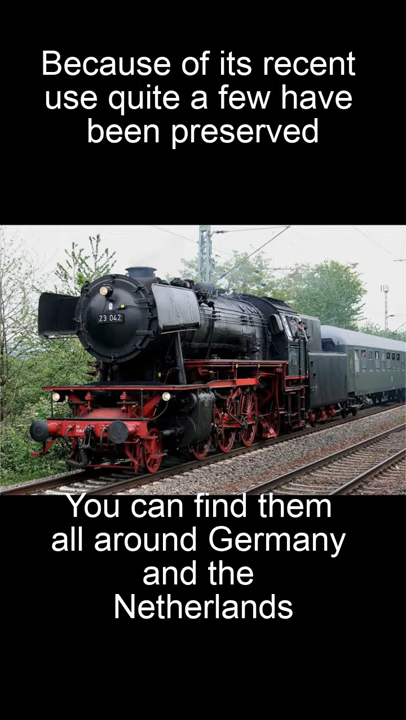 Because of its recent
use quite a few have
been preserved
23 042
You can find them
all around Germany
and the
Netherlands